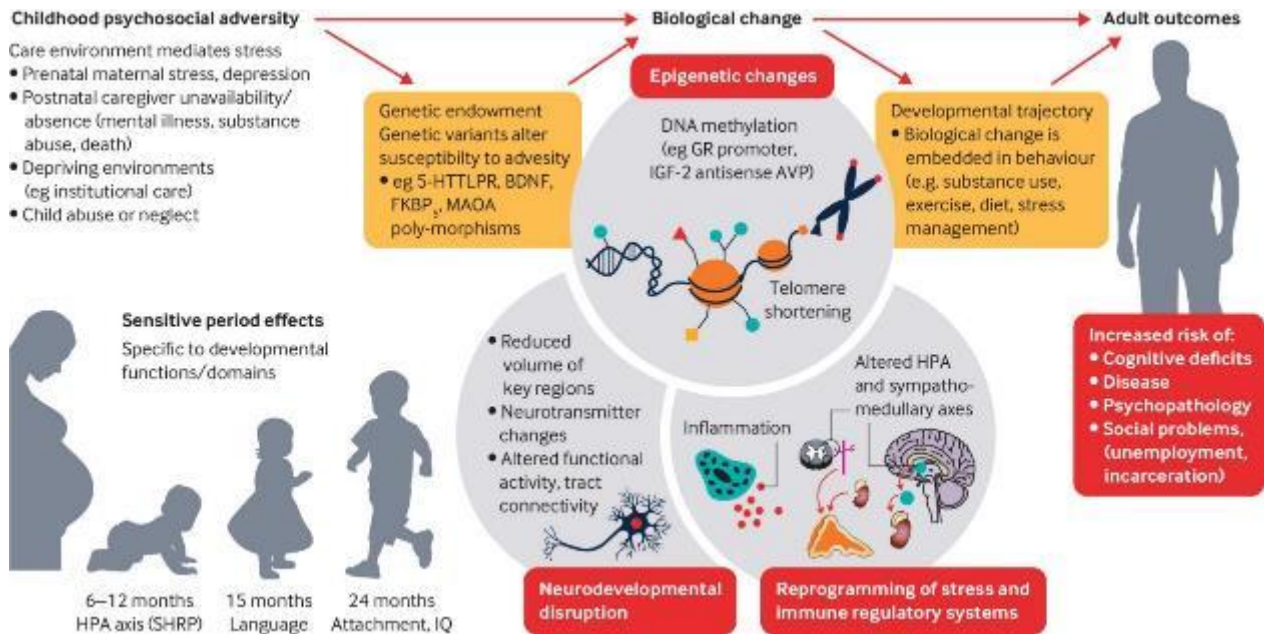 Childhood psychosocial adversity
Care environment mediates stress
• Prenatal maternal stress, depression
• Postnatal caregiver unavailability/
absence (mental illness, substance
abuse, death)
• Depriving environments
(eg institutional care)
• Child abuse or neglect
Biological change
Adult outcomes
Genetic endowment
Genetic variants alter
susceptibilty to advesity
• eg 5-HTTLPR, BDNF,
FKBP₅, MAOA
poly-morphisms
Epigenetic changes
DNA methylation
(eg GR promoter,
IGF-2 antisense AVP)
Telomere
shortening
Developmental trajectory
• Biological change is
embedded in behaviour
(e.g. substance use,
exercise, diet, stress
management)
Sensitive period effects
Specific to developmental
functions/domains
6–12 months
HPA axis (SHRP)
15 months
Language
24 months
Attachment, IQ
• Reduced
volume of
key regions
• Neurotransmitter
changes
• Altered functional
activity, tract
connectivity
Neurodevelopmental
disruption
Inflammation
Altered HPA
and sympatho-
medullary axes
Reprogramming of stress and
immune regulatory systems
Increased risk of:
• Cognitive deficits
• Disease
• Psychopathology
• Social problems,
(unemployment,
incarceration)